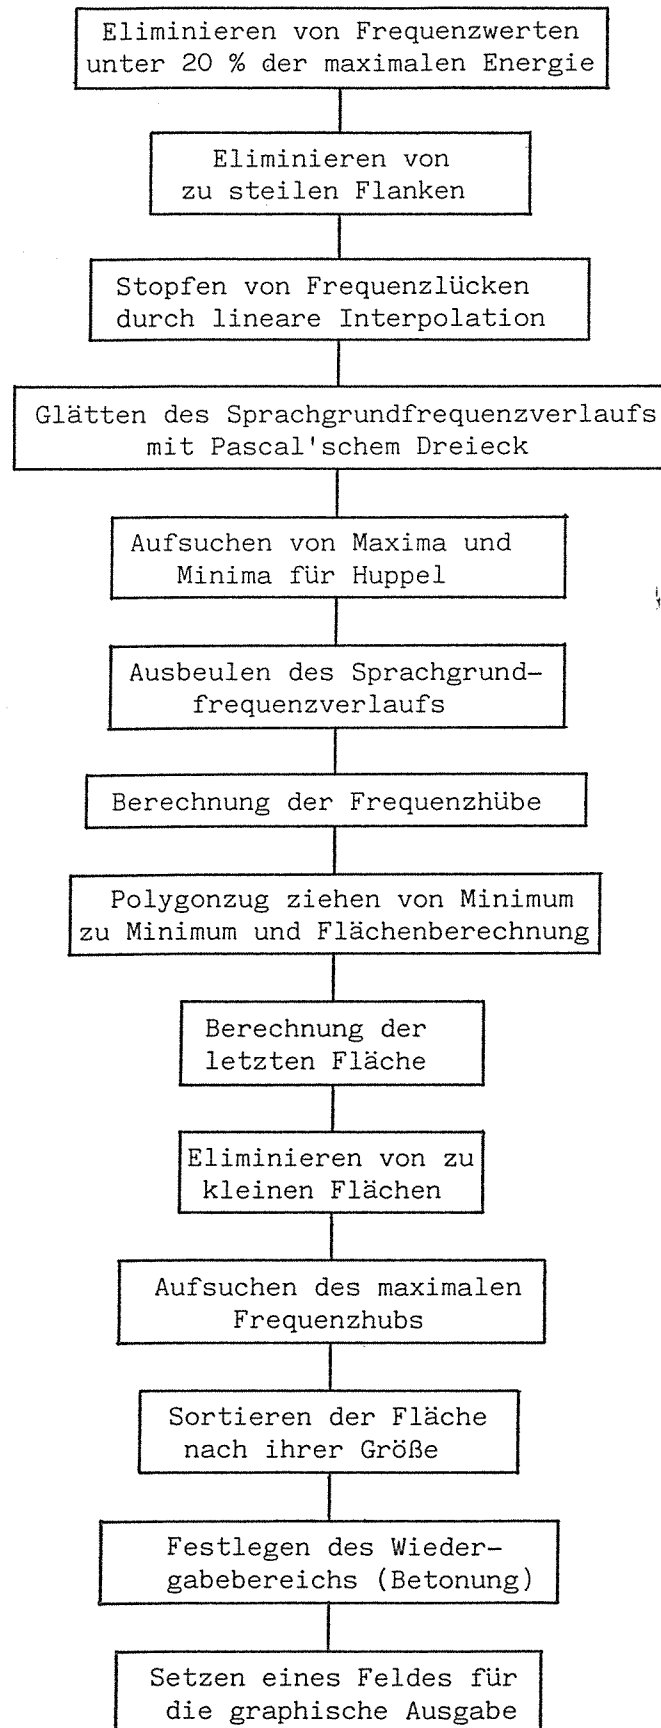 Eliminieren von Frequenzwerten
unter 20 % der maximalen Energie
Eliminieren von
zu steilen Flanken
Stopfen von Frequenzlücken
durch lineare Interpolation
Glätten des Sprachgrundfrequenzverlaufs
mit Pascal'schem Dreieck
Aufsuchen von Maxima und
Minima für Huppel
Ausbeulen des Sprachgrund-
frequenzverlaufs
Berechnung der Frequenzhübe
Polygonzug ziehen von Minimum
zu Minimum und Flächenberechnung
Berechnung der
letzten Fläche
Eliminieren von zu
kleinen Flächen
Aufsuchen des maximalen
Frequenzhubs
Sortieren der Fläche
nach ihrer Größe
Festlegen des Wieder-
gabebereichs (Betonung)
Setzen eines Feldes für
die graphische Ausgabe